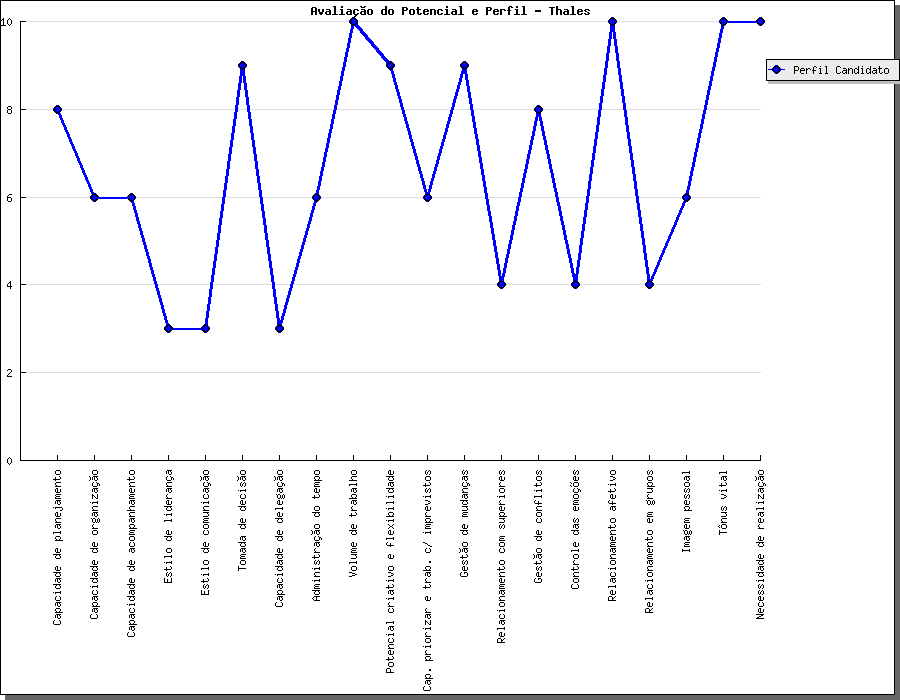 Avaliação do Potencial e Perfil - Thales
10
8
6
4
2
0
Perfil Candidato
Capacidade de planejamento
Capacidade de organização
Capacidade de acompanhamento
Estilo de liderança
Estilo de comunicação
Tomada de decisão
Capacidade de delegação
Administração do tempo
Volume de trabalho
Potencial criativo e flexibilidade
Cap. priorizar e trab. c/ imprevistos
Gestão de mudanças
Relacionamento com superiores
Gestão de conflitos
Controle das emoções
Relacionamento afetivo
Relacionamento em grupos
Imagem pessoal
Tônus vital
Necessidade de realização